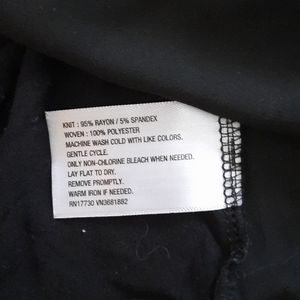 KNIT : 95% RAYON / 5% SPANDEX
WOVEN : 100% POLYESTER
MACHINE WASH COLD WITH LIKE COLORS.
GENTLE CYCLE.
ONLY NON-CHLORINE BLEACH WHEN NEEDED.
LAY FLAT TO DRY.
REMOVE PROMPTLY.
WARM IRON IF NEEDED.
RN17730 VN3681882